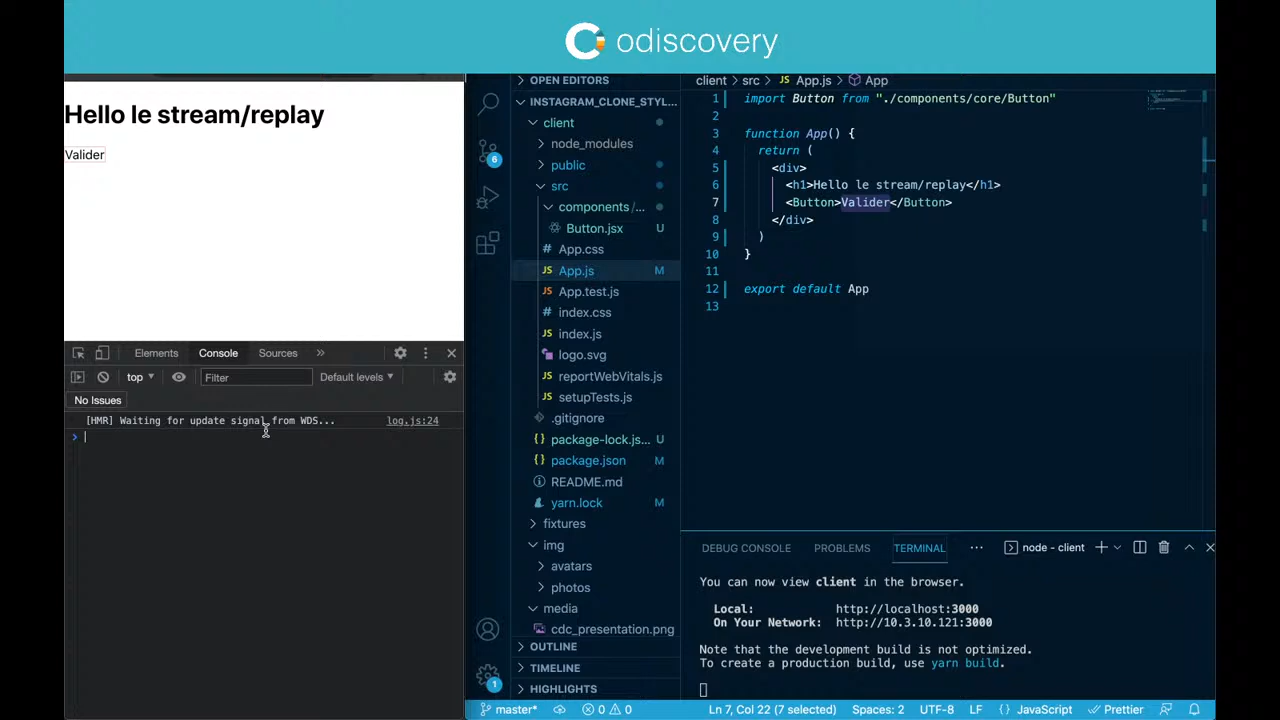 odiscovery
Hello le stream/replay
Valider
Elements
Console
Sources
»
top
Filter
Default levels
No Issues
[HMR] Waiting for update signal from WDS...
log.js:24
>
6
1
OPEN EDITORS
INSTAGRAM_CLONE_STYL...
client
node_modules
public
src
components/...
Button.jsx U
# App.css
JS App.js M
JS App.test.js
# index.css
JS index.js
logo.svg
JS reportWebVitals.js
JS setupTests.js
.gitignore
{} package-lock.js... U
{} package.json M
README.md
yarn.lock M
fixtures
img
avatars
photos
media
cdc_presentation.png
OUTLINE
TIMELINE
HIGHLIGHTS
client > src > JS App.js > App
1 import Button from "./components/core/Button"
2
3 function App() {
4 return (
5 <div>
6 <h1>Hello le stream/replay</h1>
7 <Button>Valider</Button>
8 </div>
9 )
10 }
11
12 export default App
13
DEBUG CONSOLE PROBLEMS TERMINAL ... node - client
You can now view client in the browser.
Local: http://localhost:3000
On Your Network: http://10.3.10.121:3000
Note that the development build is not optimized.
To create a production build, use yarn build.
master* 0 0 Ln 7, Col 22 (7 selected) Spaces: 2 UTF-8 LF {} JavaScript Prettier